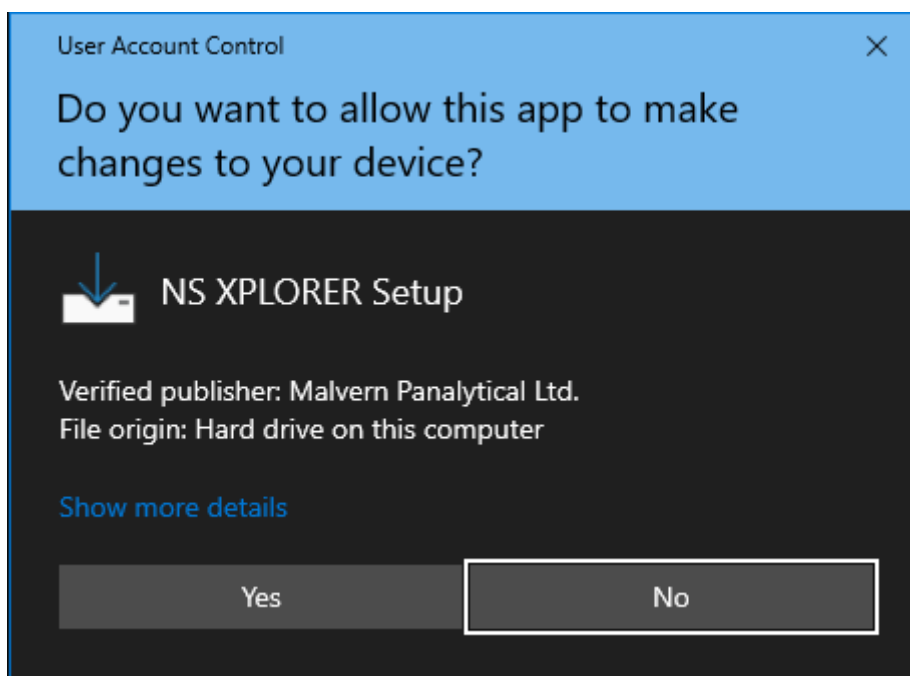 User Account Control
Do you want to allow this app to make
changes to your device?
NS XPLORER Setup
Verified publisher: Malvern Panalytical Ltd.
File origin: Hard drive on this computer
Show more details
Yes
No